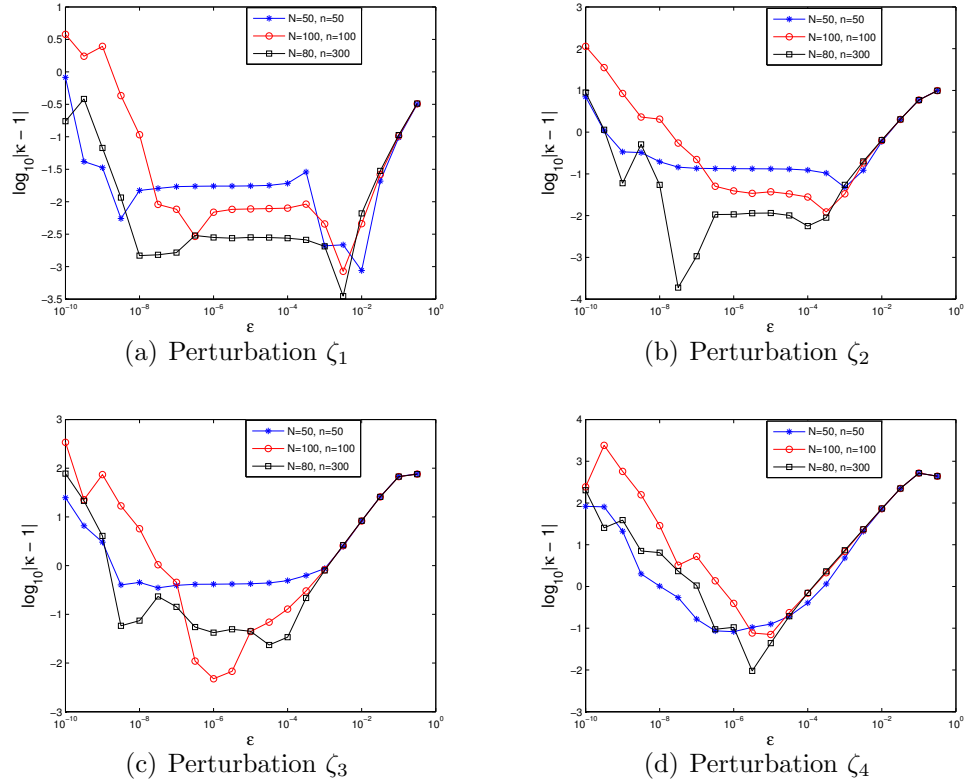 N=50, n=50
N=100, n=100
N=80, n=300
log₁₀|κ − 1|
1
0.5
0
−0.5
−1.0
−1.5
−2.0
−2.5
−3.0
−3.5
10⁻¹⁰ 10⁻⁸ 10⁻⁶ 10⁻⁴ 10⁻² 10⁰
ε
(a) Perturbation ζ₁
N=50, n=50
N=100, n=100
N=80, n=300
log₁₀|κ − 1|
3
2
1
0
−1
−2
−3
−4
10⁻¹⁰ 10⁻⁸ 10⁻⁶ 10⁻⁴ 10⁻² 10⁰
ε
(b) Perturbation ζ₂
N=50, n=50
N=100, n=100
N=80, n=300
log₁₀|κ − 1|
3
2
1
0
−1
−2
−3
10⁻¹⁰ 10⁻⁸ 10⁻⁶ 10⁻⁴ 10⁻² 10⁰
ε
(c) Perturbation ζ₃
N=50, n=50
N=100, n=100
N=80, n=300
log₁₀|κ − 1|
4
3
2
1
0
−1
−2
−3
10⁻¹⁰ 10⁻⁸ 10⁻⁶ 10⁻⁴ 10⁻² 10⁰
ε
(d) Perturbation ζ₄